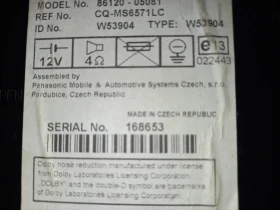 MODEL No. 86120 - 05081
REF No. CQ-MS6571LC
ID No W53904 TYPE: W53904
12V 4Ω e13 022443
Assembled by
Panasonic Mobile & Automotive Systems Czech, s.r.o.
Pardubice, Czech Republic
MADE IN CZECH REPUBLIC
SERIAL No. 168653
Dolby noise reduction manufactured under license
from Dolby Laboratories Licensing Corporation.
"DOLBY" and the double-D symbol are trademarks
of Dolby Laboratories Licensing Corporation.